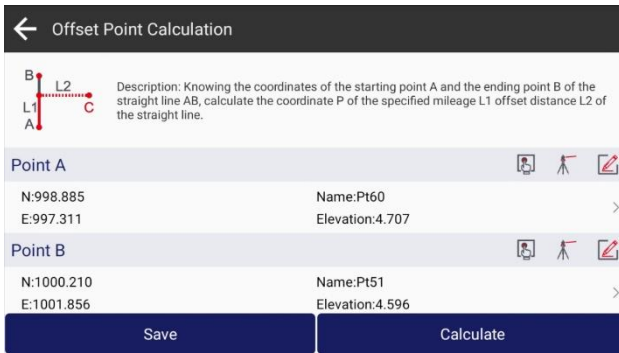 Offset Point Calculation
B
L2
L1
C
A
Description: Knowing the coordinates of the starting point A and the ending point B of the
straight line AB, calculate the coordinate P of the specified mileage L1 offset distance L2 of
the straight line.
Point A
N:998.885
Name:Pt60
E:997.311
Elevation:4.707
Point B
N:1000.210
Name:Pt51
E:1001.856
Elevation:4.596
Save
Calculate